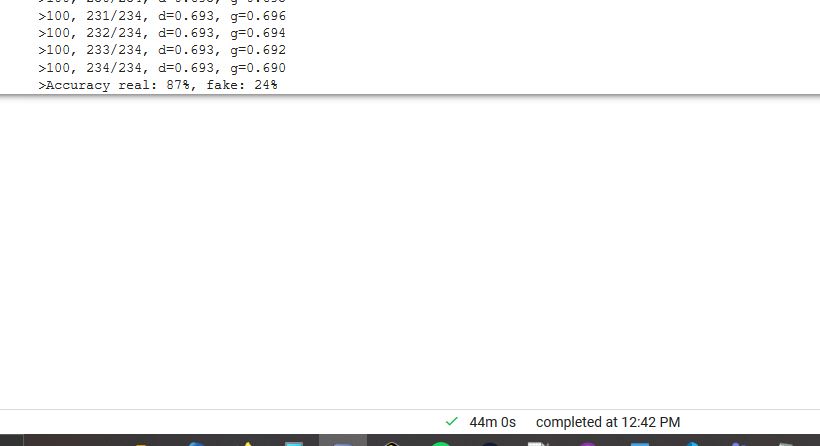 >100, 231/234, d=0.693, g=0.696
>100, 232/234, d=0.693, g=0.694
>100, 233/234, d=0.693, g=0.692
>100, 234/234, d=0.693, g=0.690
>Accuracy real: 87%, fake: 24%
44m 0s completed at 12:42 PM